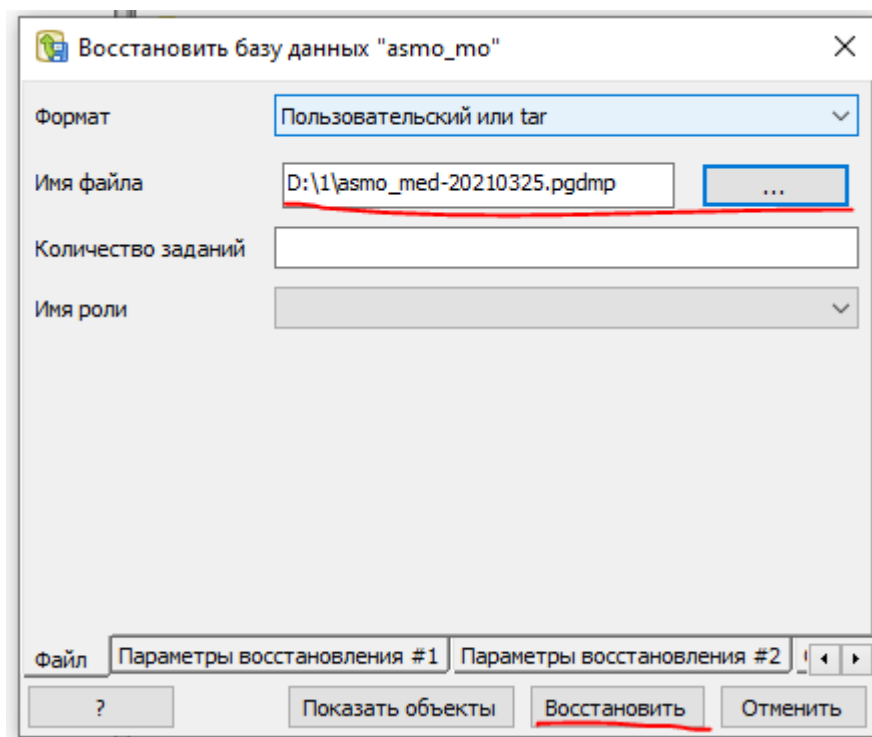 Восстановить базу данных "asmo_mo"
Формат
Пользовательский или tar
Имя файла
D:\1\asmo_med-20210325.pgdmp
...
Количество заданий
Имя роли
Файл
Параметры восстановления #1
Параметры восстановления #2
?
Показать объекты
Восстановить
Отменить